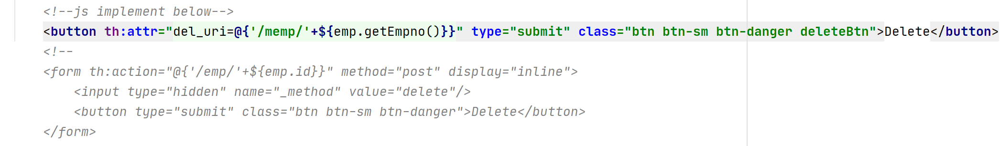 <!--js implement below-->
<button th:attr="del_uri=@{'/memp/'+${emp.getEmpno()}}" type="submit" class="btn btn-sm btn-danger deleteBtn">Delete</button>
<!--
<form th:action="@{'/emp/'+${emp.id}}" method="post" display="inline">
    <input type="hidden" name="_method" value="delete"/>
    <button type="submit" class="btn btn-sm btn-danger">Delete</button>
</form>